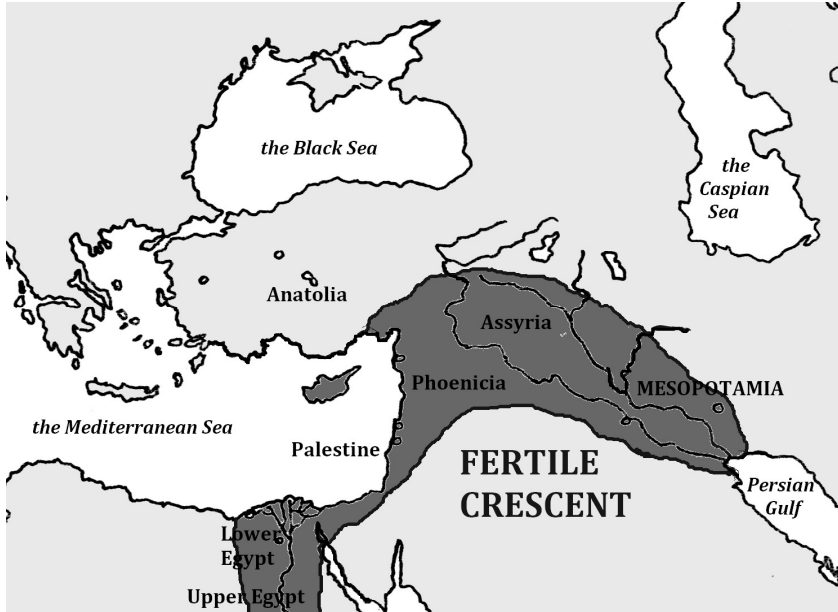 the Black Sea
the
Caspian
Sea
Anatolia
Assyria
Phoenicia
MESOPOTAMIA
the Mediterranean Sea
Palestine
FERTILE
CRESCENT
Persian
Gulf
Lower
Egypt
Upper Egypt